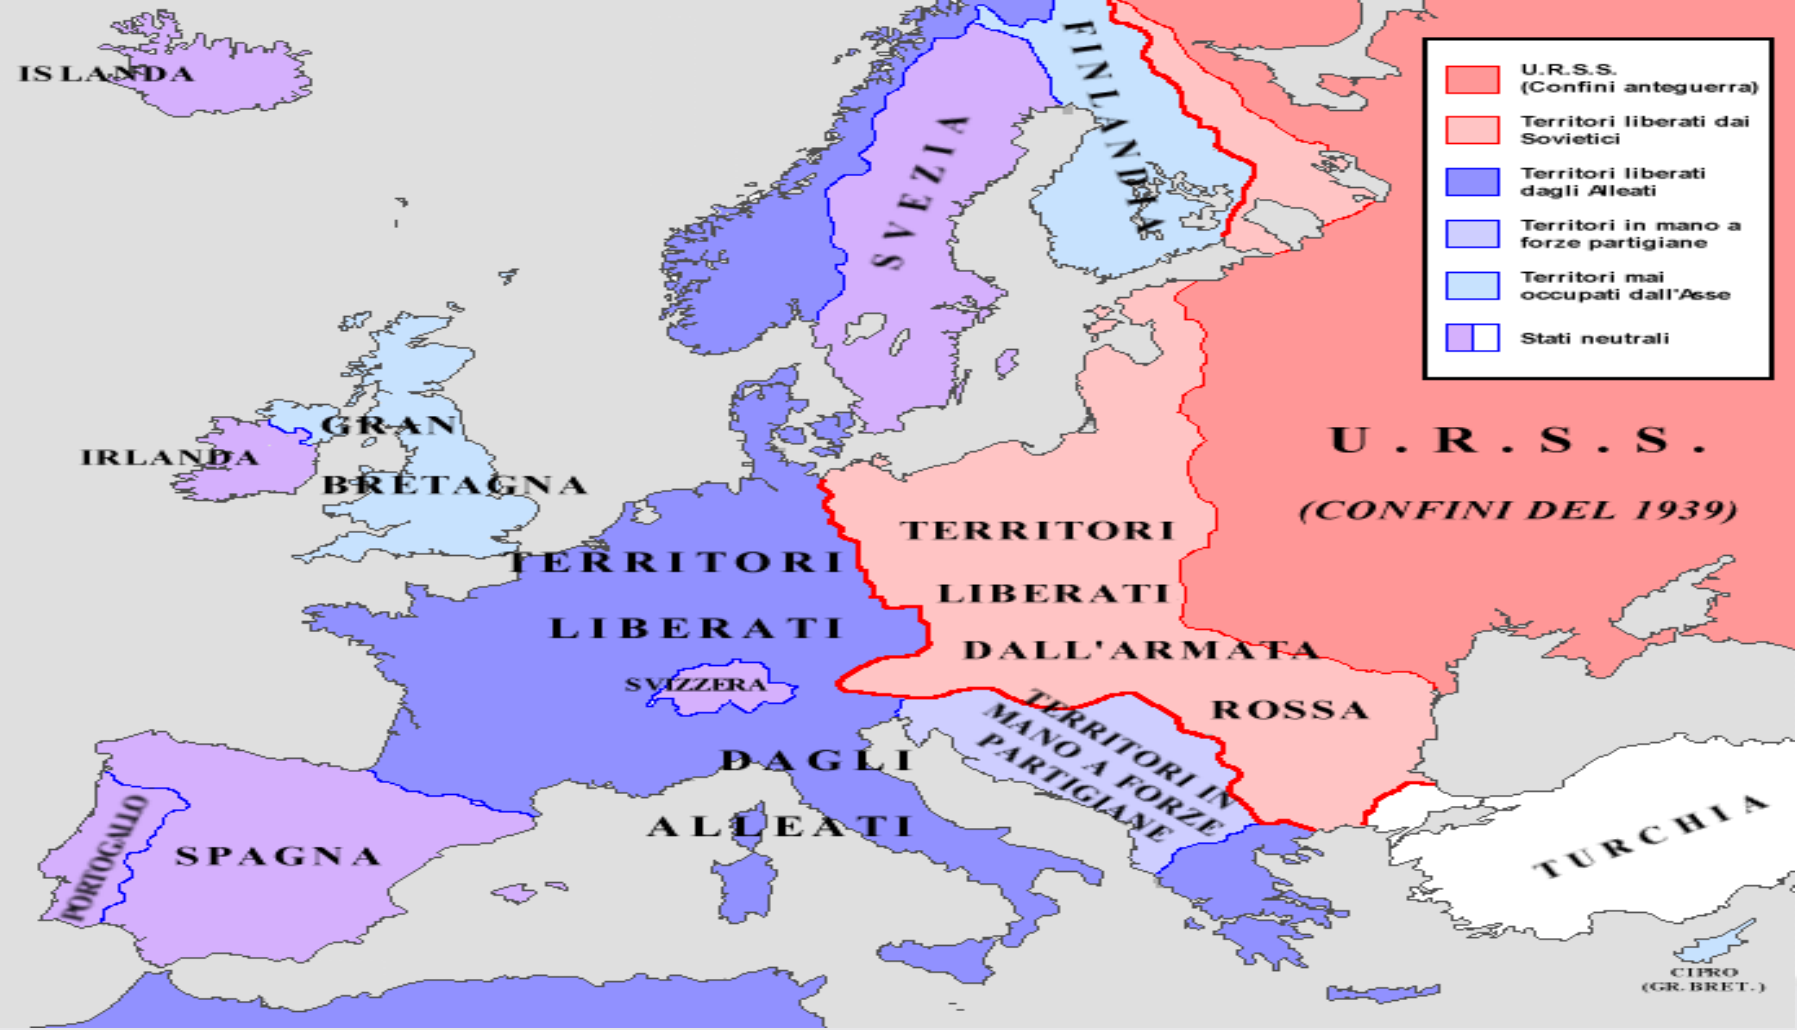 ISLANDA
FINLANDIA
SVEZIA
U.R.S.S.
(Confini anteguerra)
Territori liberati dai
Sovietici
Territori liberati
dagli Alleati
Territori in mano a
forze partigiane
Territori mai
occupati dall'Asse
Stati neutrali
GRAN
BRETAGNA
IRLANDA
U.R.S.S.
(CONFINI DEL 1939)
TERRITORI
LIBERATI
DALL'ARMATA
ROSSA
TERRITORI
LIBERATI
DAGLI
ALLEATI
SVIZZERA
TERRITORI IN
MANO A FORZE
PARTIGIANE
PORTOGALLO
SPAGNA
TURCHIA
CIPRO
(GR. BRET.)